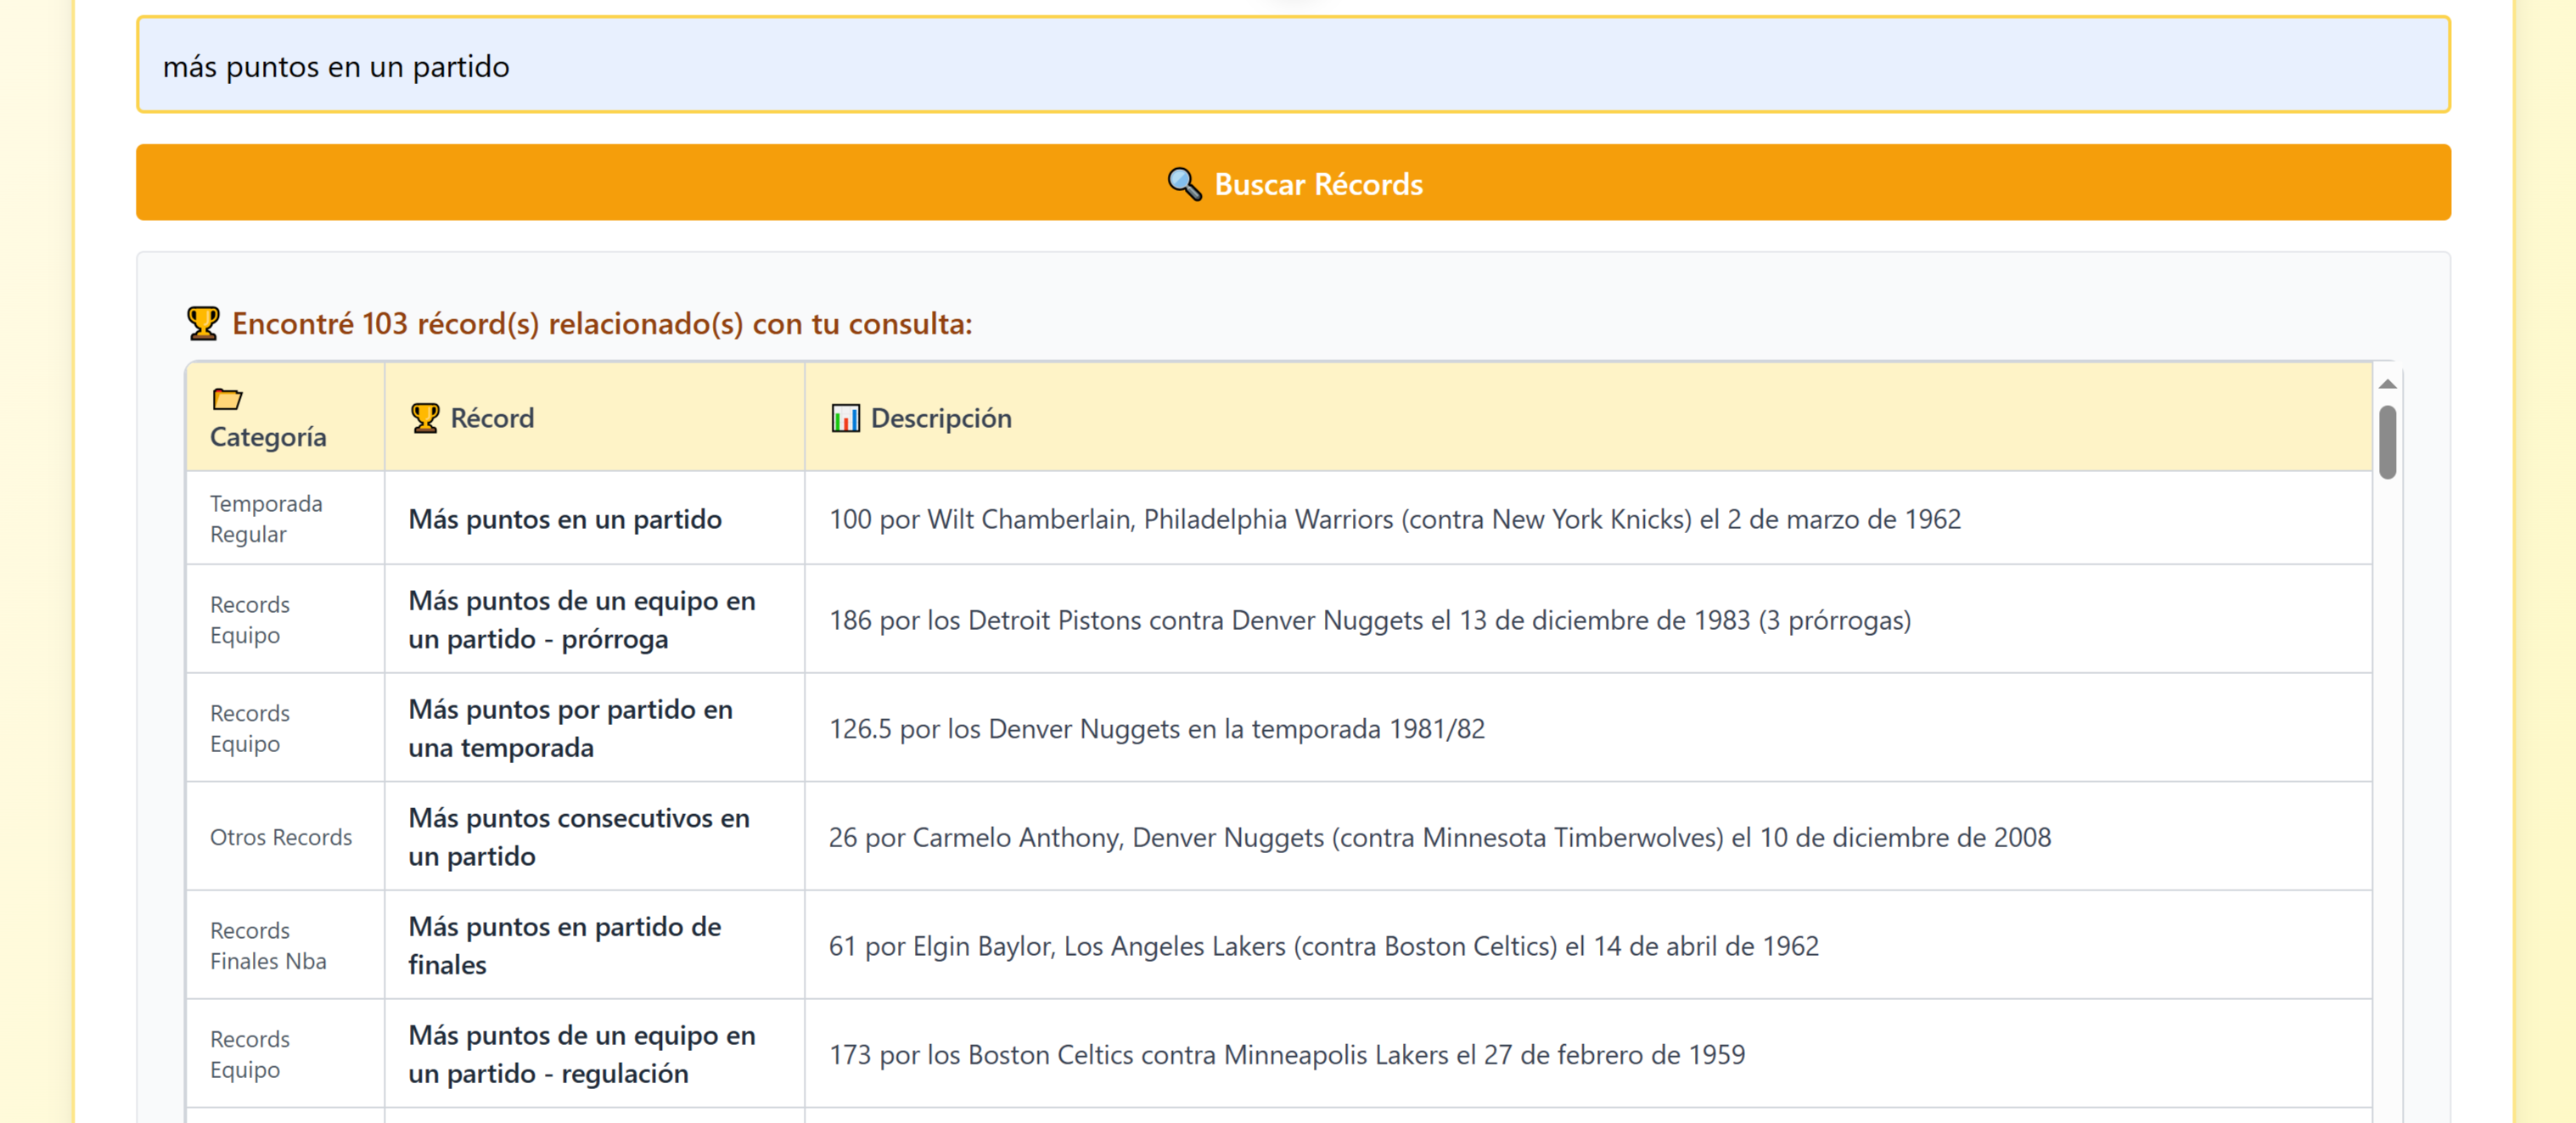 más puntos en un partido
🔍 Buscar Récords
🏆 Encontré 103 récord(s) relacionado(s) con tu consulta:
📂 Categoría
🏆 Récord
📊 Descripción
Temporada
Regular
Más puntos en un partido
100 por Wilt Chamberlain, Philadelphia Warriors (contra New York Knicks) el 2 de marzo de 1962
Records
Equipo
Más puntos de un equipo en
un partido - prórroga
186 por los Detroit Pistons contra Denver Nuggets el 13 de diciembre de 1983 (3 prórrogas)
Records
Equipo
Más puntos por partido en
una temporada
126.5 por los Denver Nuggets en la temporada 1981/82
Otros Records
Más puntos consecutivos en
un partido
26 por Carmelo Anthony, Denver Nuggets (contra Minnesota Timberwolves) el 10 de diciembre de 2008
Records
Finales Nba
Más puntos en partido de
finales
61 por Elgin Baylor, Los Angeles Lakers (contra Boston Celtics) el 14 de abril de 1962
Records
Equipo
Más puntos de un equipo en
un partido - regulación
173 por los Boston Celtics contra Minneapolis Lakers el 27 de febrero de 1959